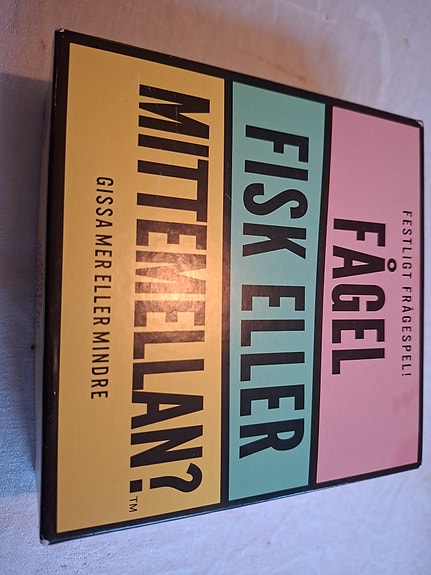 FESTLIGT FRÅGESPEL!
FÅGEL
FISK ELLER
MITTEMELLAN?™
GISSA MER ELLER MINDRE